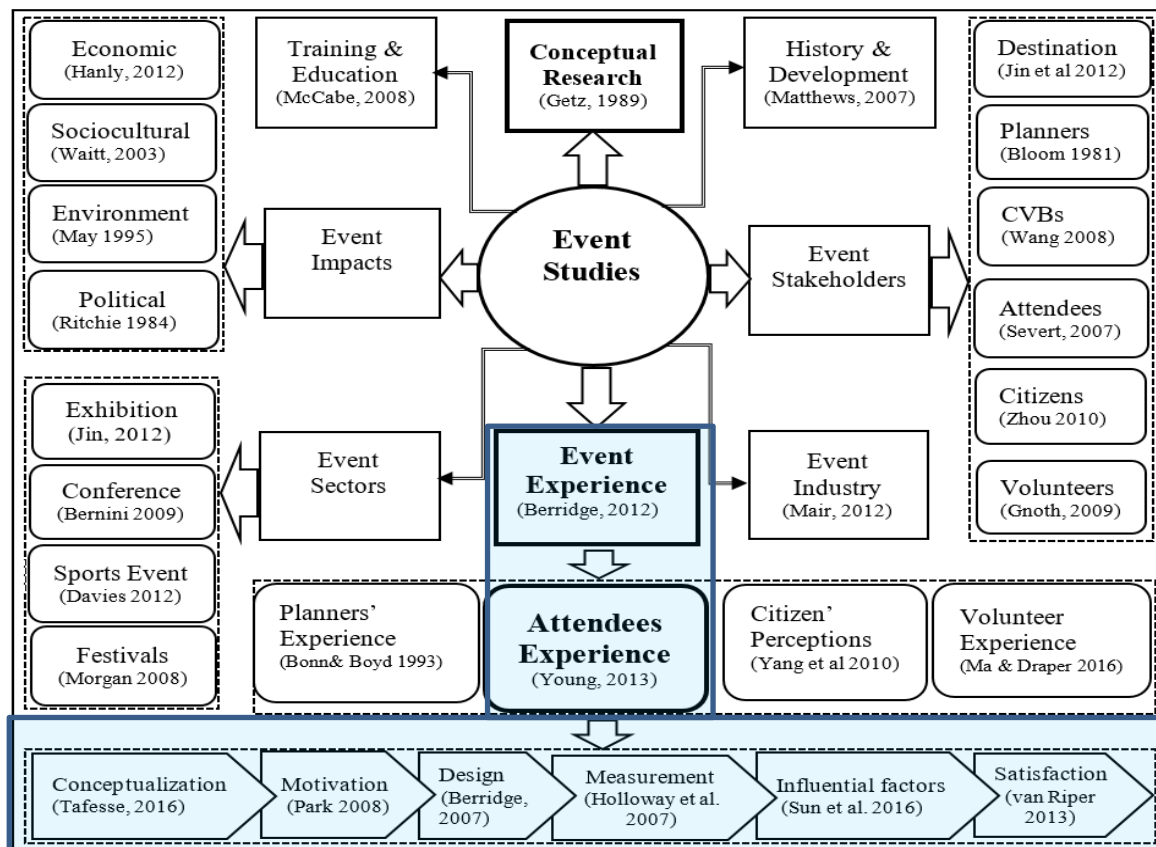 Economic
(Hanly, 2012)
Sociocultural
(Waitt, 2003)
Environment
(May 1995)
Political
(Ritchie 1984)
Training &
Education
(McCabe, 2008)
Conceptual
Research
(Getz, 1989)
History &
Development
(Matthews, 2007)
Destination
(Jin et al 2012)
Planners
(Bloom 1981)
CVBs
(Wang 2008)
Attendees
(Severt, 2007)
Citizens
(Zhou 2010)
Volunteers
(Gnoth, 2009)
Event
Impacts
Event
Studies
Event
Stakeholders
Exhibition
(Jin, 2012)
Conference
(Bernini 2009)
Sports Event
(Davies 2012)
Festivals
(Morgan 2008)
Event
Sectors
Event
Experience
(Berridge, 2012)
Event
Industry
(Mair, 2012)
Planners’
Experience
(Bonn& Boyd 1993)
Attendees
Experience
(Young, 2013)
Citizen’
Perceptions
(Yang et al 2010)
Volunteer
Experience
(Ma & Draper 2016)
Conceptualization
(Tafesse, 2016)
Motivation
(Park 2008)
Design
(Berridge,
2007)
Measurement
(Holloway et al.
2007)
Influential factors
(Sun et al. 2016)
Satisfaction
(van Riper
2013)